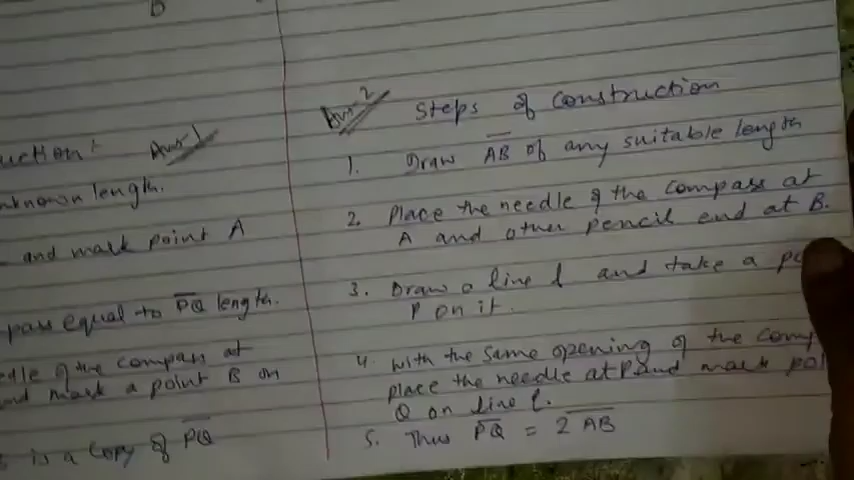 D
uction: Ans-1
nknown length.
and mark point A
pass equal to PQ length.
edle of the compass at
and mark a point B on
is a copy of PQ
Ans-2 Steps of Construction
1. Draw AB of any suitable length
2. Place the needle of the compass at
A and other pencil end at B.
3. Draw a line l and take a po
P on it.
4. With the same opening of the comp
place the needle at P and mark poi
Q on line l.
5. Thus PQ = 2 AB